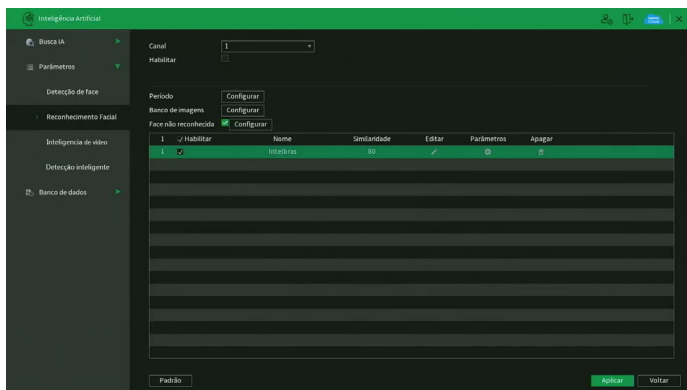 Inteligência Artificial
Busca IA
Parâmetros
Detecção de face
Reconhecimento Facial
Inteligencia de vídeo
Detecção inteligente
Banco de dados
Canal 1
Habilitar
Período Configurar
Banco de imagens Configurar
Face não reconhecida Configurar
1 Habilitar Nome Similaridade Editar Parâmetros Apagar
1 Intelbras 80
Padrão Aplicar Voltar